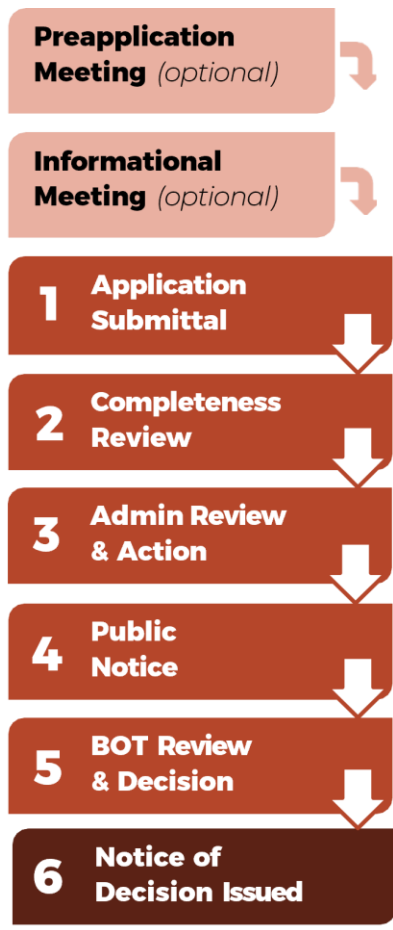 Preapplication
Meeting (optional)
Informational
Meeting (optional)
1
Application
Submittal
2
Completeness
Review
3
Admin Review
& Action
4
Public
Notice
5
BOT Review
& Decision
6
Notice of
Decision Issued